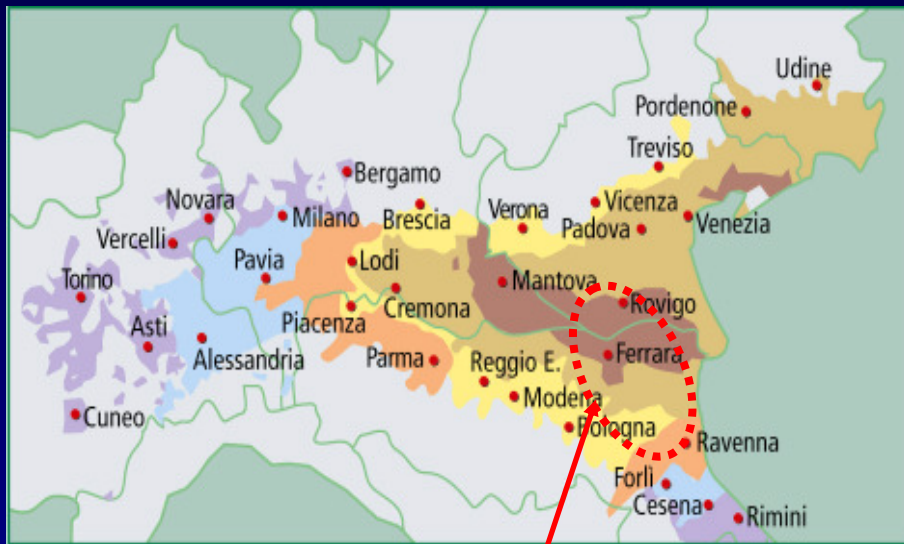 Udine
Pordenone
Treviso
Bergamo
Novara
Brescia
Verona
Vicenza
Milano
Padova
Venezia
Vercelli
Lodi
Pavia
Mantova
Torino
Rovigo
Cremona
Piacenza
Asti
Alessandria
Parma
Reggio E.
Ferrara
Modena
Cuneo
Bologna
Ravenna
Forlì
Cesena
Rimini